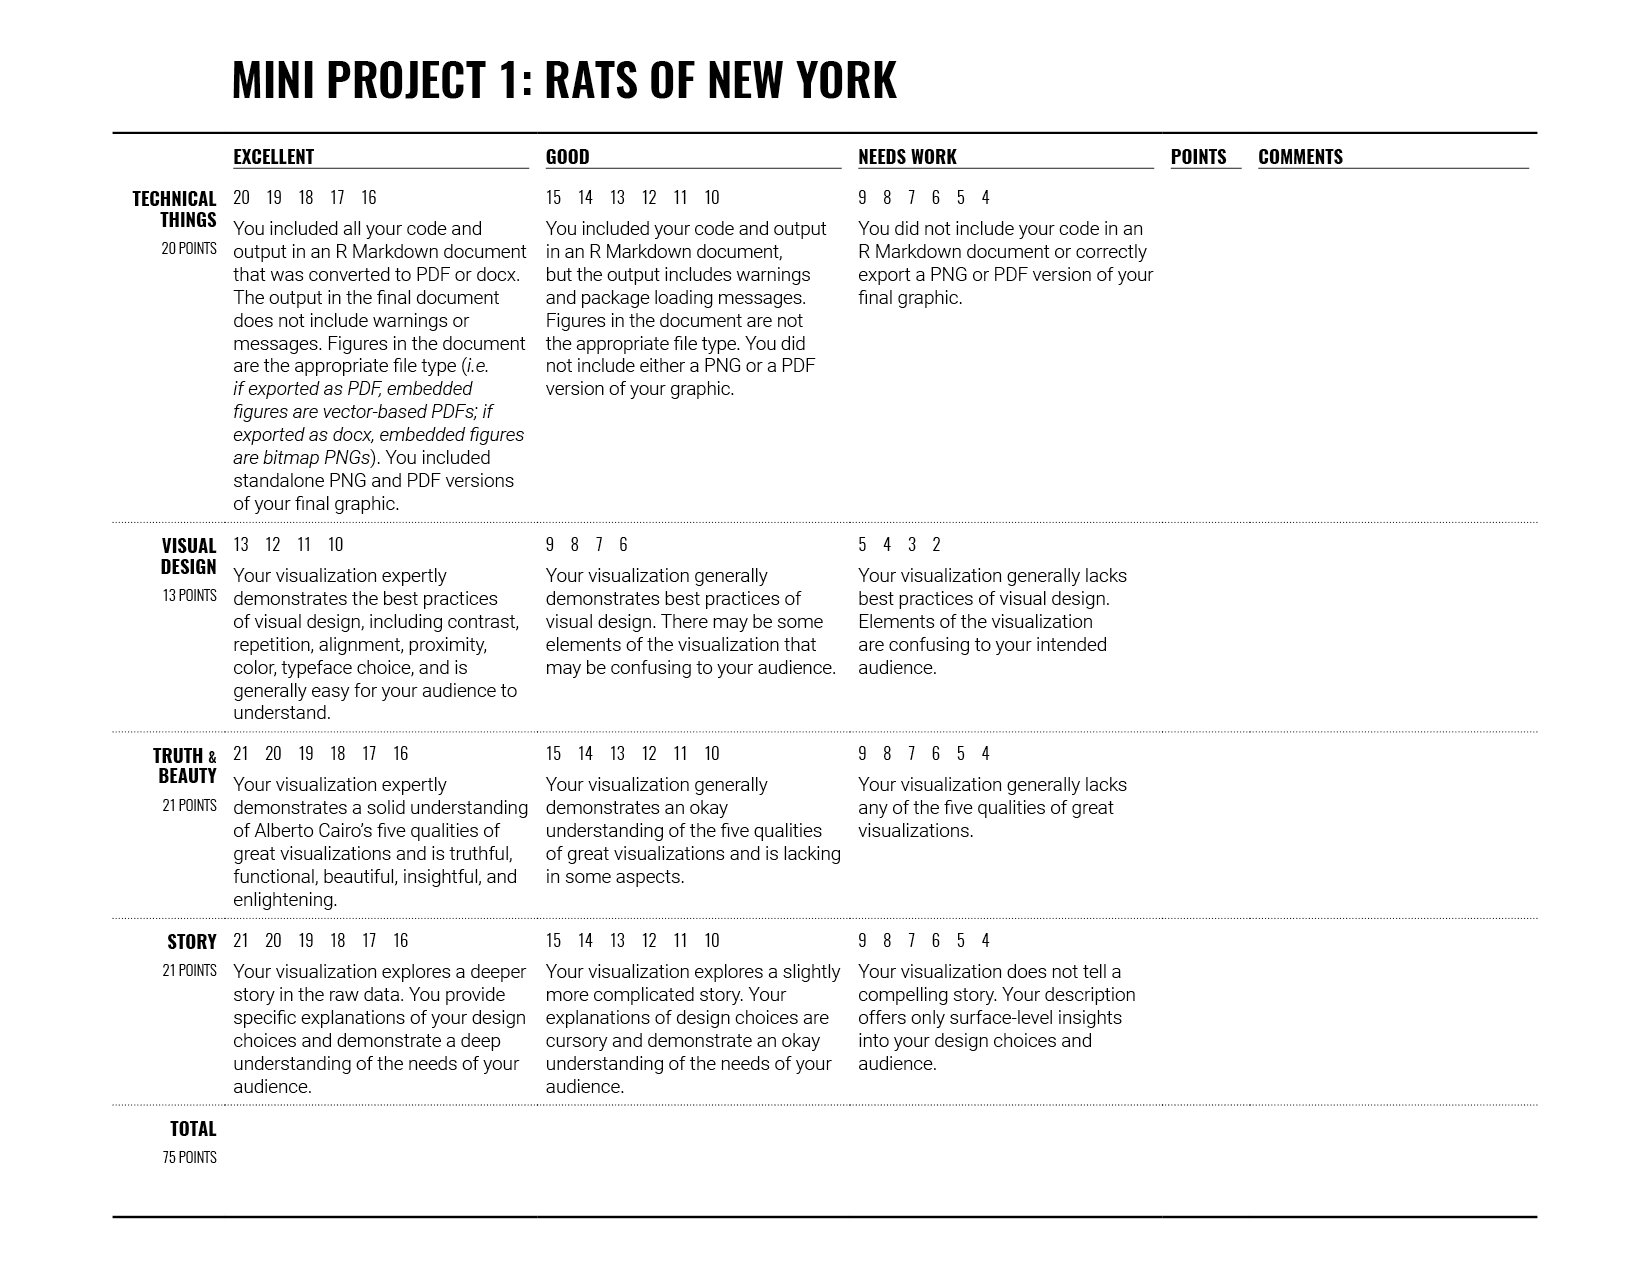 MINI PROJECT 1: RATS OF NEW YORK
EXCELLENT
GOOD
NEEDS WORK
POINTS
COMMENTS
TECHNICAL
THINGS
20 POINTS
20 19 18 17 16
You included all your code and
output in an R Markdown document
that was converted to PDF or docx.
The output in the final document
does not include warnings or
messages. Figures in the document
are the appropriate file type (i.e.
if exported as PDF, embedded
figures are vector-based PDFs; if
exported as docx, embedded figures
are bitmap PNGs). You included
standalone PNG and PDF versions
of your final graphic.
15 14 13 12 11 10
You included your code and output
in an R Markdown document,
but the output includes warnings
and package loading messages.
Figures in the document are not
the appropriate file type. You did
not include either a PNG or a PDF
version of your graphic.
9 8 7 6 5 4
You did not include your code in an
R Markdown document or correctly
export a PNG or PDF version of your
final graphic.
VISUAL
DESIGN
13 POINTS
13 12 11 10
Your visualization expertly
demonstrates the best practices
of visual design, including contrast,
repetition, alignment, proximity,
color, typeface choice, and is
generally easy for your audience to
understand.
9 8 7 6
Your visualization generally
demonstrates best practices of
visual design. There may be some
elements of the visualization that
may be confusing to your audience.
5 4 3 2
Your visualization generally lacks
best practices of visual design.
Elements of the visualization
are confusing to your intended
audience.
TRUTH &
BEAUTY
21 POINTS
21 20 19 18 17 16
Your visualization expertly
demonstrates a solid understanding
of Alberto Cairo’s five qualities of
great visualizations and is truthful,
functional, beautiful, insightful, and
enlightening.
15 14 13 12 11 10
Your visualization generally
demonstrates an okay
understanding of the five qualities
of great visualizations and is lacking
in some aspects.
9 8 7 6 5 4
Your visualization generally lacks
any of the five qualities of great
visualizations.
STORY
21 POINTS
21 20 19 18 17 16
Your visualization explores a deeper
story in the raw data. You provide
specific explanations of your design
choices and demonstrate a deep
understanding of the needs of your
audience.
15 14 13 12 11 10
Your visualization explores a slightly
more complicated story. Your
explanations of design choices are
cursory and demonstrate an okay
understanding of the needs of your
audience.
9 8 7 6 5 4
Your visualization does not tell a
compelling story. Your description
offers only surface-level insights
into your design choices and
audience.
TOTAL
75 POINTS